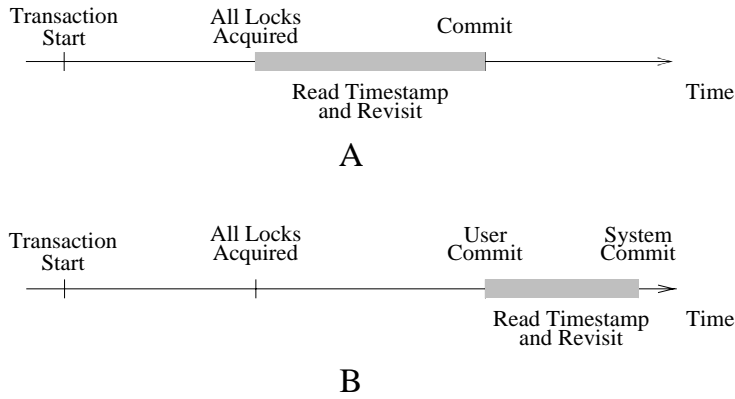 Transaction
Start
All Locks
Acquired
Commit
Read Timestamp
and Revisit
Time
A
Transaction
Start
All Locks
Acquired
User
Commit
System
Commit
Read Timestamp
and Revisit
Time
B